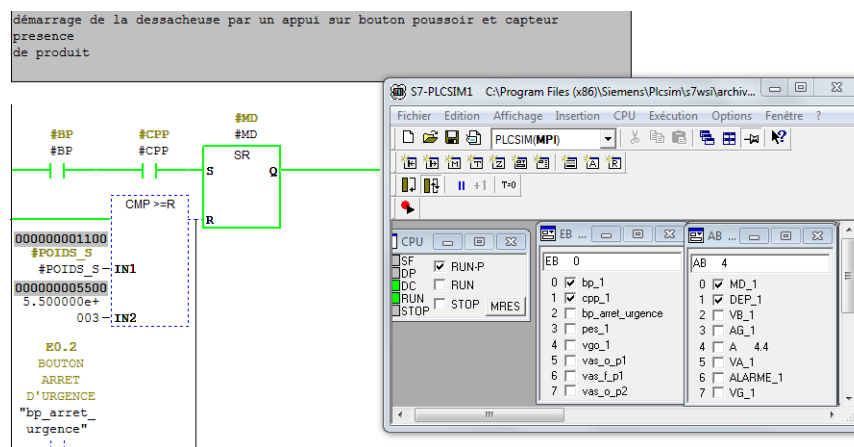 démarrage de la dessacheuse par un appui sur bouton poussoir et capteur
presence
de produit
#BP
#BP
#CPP
#CPP
#MD
#MD
SR
S
Q
R
CMP >=R
000000001100
#POIDS_S
#POIDS_S
IN1
000000005500
5.500000e+
003
IN2
E0.2
BOUTON
ARRET
D'URGENCE
"bp_arret_
urgence"
S7-PLCSIM1 C:\Program Files (x86)\Siemens\Plcsim\s7wsi\archiv...
Fichier Edition Affichage Insertion CPU Exécution Options Fenêtre ?
PLCSIM(MPI)
+1 T=0
CPU
SF
DP
DC
RUN
STOP
RUN-P
RUN
STOP
MRES
EB ...
EB 0
0 bp_1
1 cpp_1
2 bp_arret_urgence
3 pes_1
4 vgo_1
5 vas_o_p1
6 vas_f_p1
7 vas_o_p2
AB ...
AB 4
0 MD_1
1 DEP_1
2 VB_1
3 AG_1
4 A 4.4
5 VA_1
6 ALARME_1
7 VG_1